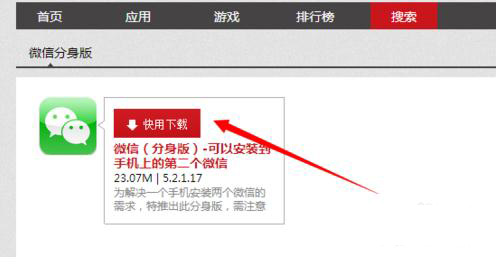 首页 应用 游戏 排行榜 搜索
微信分身版
快用下载
微信（分身版）-可以安装到
手机上的第二个微信
23.07M | 5.2.1.17
为解决一个手机安装两个微信的
需求，特推出此分身版，需注意